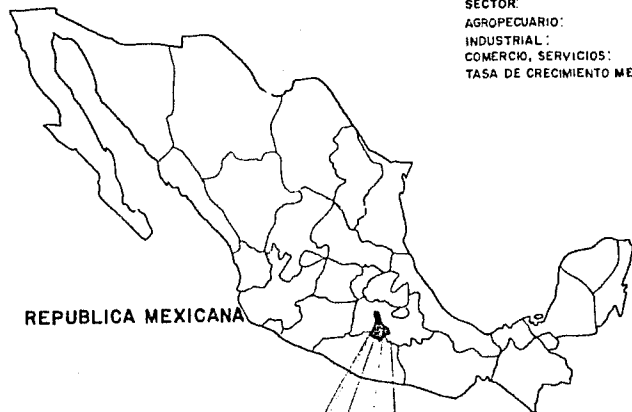 SECTOR:
AGROPECUARIO:
INDUSTRIAL:
COMERCIO, SERVICIOS:
TASA DE CRECIMIENTO ME
REPUBLICA MEXICANA